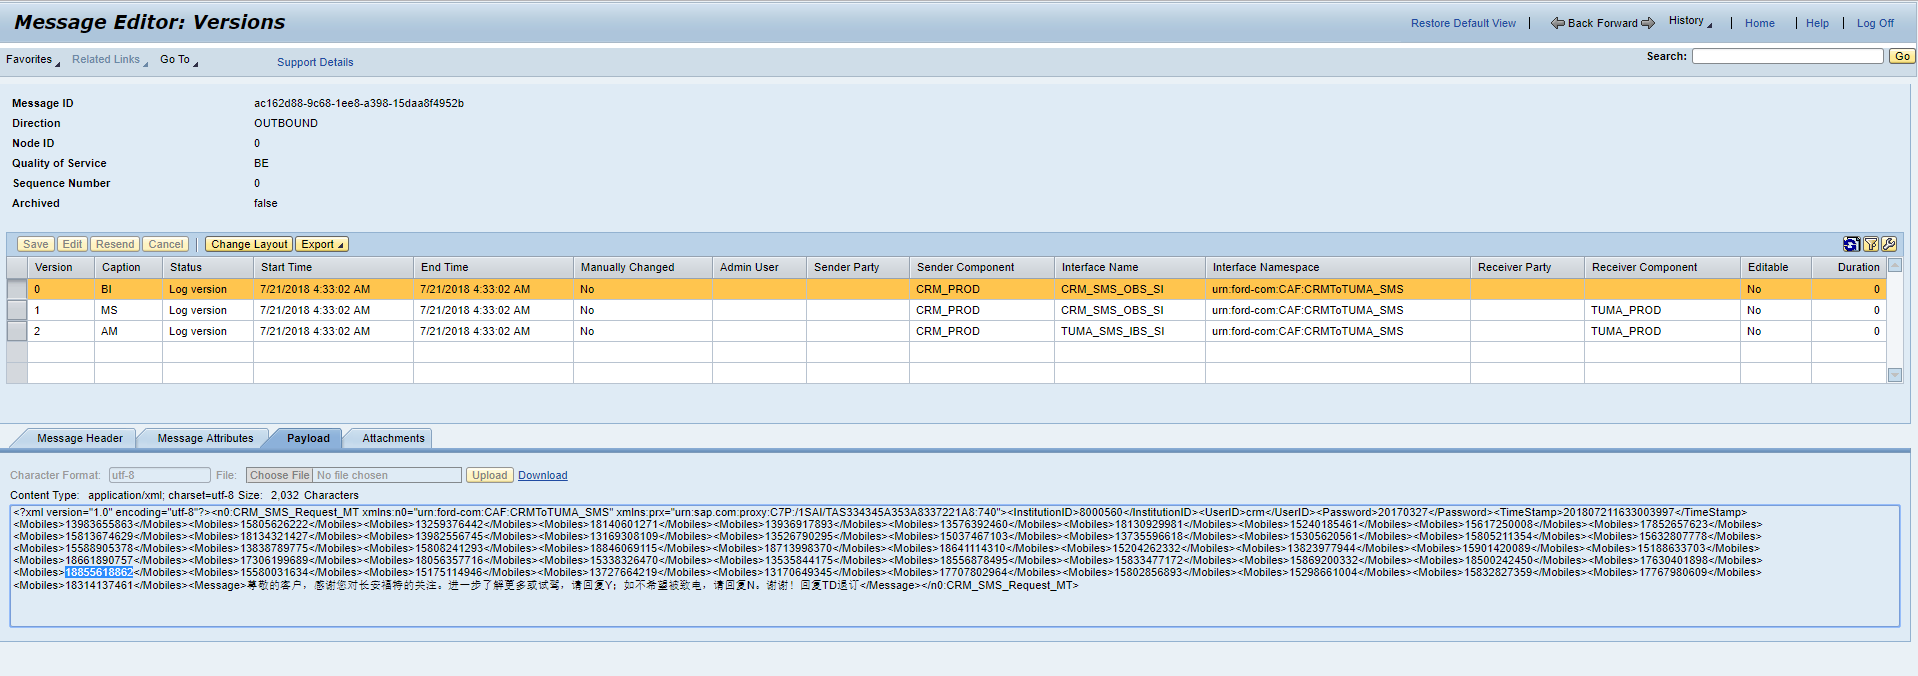 Message Editor: Versions
Restore Default View | Back Forward History | Home | Help | Log Off
Favorites Related Links Go To Support Details Search: Go
Message ID ac162d88-9c68-1ee8-a398-15daa8f4952b
Direction OUTBOUND
Node ID 0
Quality of Service BE
Sequence Number 0
Archived false
Save Edit Resend Cancel Change Layout Export
Version Caption Status Start Time End Time Manually Changed Admin User Sender Party Sender Component Interface Name Interface Namespace Receiver Party Receiver Component Editable Duration
0 BI Log version 7/21/2018 4:33:02 AM 7/21/2018 4:33:02 AM No CRM_PROD CRM_SMS_OBS_SI urn:ford-com:CAF:CRMToTUMA_SMS No 0
1 MS Log version 7/21/2018 4:33:02 AM 7/21/2018 4:33:02 AM No CRM_PROD CRM_SMS_OBS_SI urn:ford-com:CAF:CRMToTUMA_SMS TUMA_PROD No 0
2 AM Log version 7/21/2018 4:33:02 AM 7/21/2018 4:33:02 AM No CRM_PROD TUMA_SMS_IBS_SI urn:ford-com:CAF:CRMToTUMA_SMS TUMA_PROD No 0
Message Header Message Attributes Payload Attachments
Character Format: utf-8 File: Choose File No file chosen Upload Download
Content Type: application/xml; charset=utf-8 Size: 2,032 Characters
<?xml version="1.0" encoding="utf-8"?><n0:CRM_SMS_Request_MT xmlns:n0="urn:ford-com:CAF:CRMToTUMA_SMS" xmlns:prx="urn:sap.com:proxy:C7P:/1SAI/TAS334345A353A8337221A8:740"><InstitutionID>8000560</InstitutionID><UserID>crm</UserID><Password>20170327</Password><TimeStamp>201807211633003997</TimeStamp>
<Mobiles>13983655863</Mobiles><Mobiles>15805626222</Mobiles><Mobiles>13259376442</Mobiles><Mobiles>18140601271</Mobiles><Mobiles>13936917893</Mobiles><Mobiles>13576392460</Mobiles><Mobiles>18130929981</Mobiles><Mobiles>15240185461</Mobiles><Mobiles>15617250008</Mobiles><Mobiles>17852657623</Mobiles>
<Mobiles>15813674629</Mobiles><Mobiles>18134321427</Mobiles><Mobiles>13982556745</Mobiles><Mobiles>13169308109</Mobiles><Mobiles>13526790295</Mobiles><Mobiles>15037467103</Mobiles><Mobiles>13735596618</Mobiles><Mobiles>15305620561</Mobiles><Mobiles>15805211354</Mobiles><Mobiles>15632807778</Mobiles>
<Mobiles>15588905378</Mobiles><Mobiles>13838789775</Mobiles><Mobiles>15808241293</Mobiles><Mobiles>18846069115</Mobiles><Mobiles>18713998370</Mobiles><Mobiles>18641114310</Mobiles><Mobiles>15204262332</Mobiles><Mobiles>13823977944</Mobiles><Mobiles>15901420089</Mobiles><Mobiles>15188633703</Mobiles>
<Mobiles>18661890757</Mobiles><Mobiles>17306199689</Mobiles><Mobiles>18056357716</Mobiles><Mobiles>15338326470</Mobiles><Mobiles>13535844175</Mobiles><Mobiles>18556878495</Mobiles><Mobiles>15833477172</Mobiles><Mobiles>15869200332</Mobiles><Mobiles>18500242450</Mobiles><Mobiles>17630401898</Mobiles>
<Mobiles>18855618862</Mobiles><Mobiles>15580031634</Mobiles><Mobiles>15175114946</Mobiles><Mobiles>13727664219</Mobiles><Mobiles>13170649345</Mobiles><Mobiles>17707802964</Mobiles><Mobiles>15802856893</Mobiles><Mobiles>15298661004</Mobiles><Mobiles>15832827359</Mobiles><Mobiles>17767980609</Mobiles>
<Mobiles>18314137461</Mobiles><Message>尊敬的客户，感谢您对长安福特的关注。进一步了解更多或试驾，请回复Y；如不希望被致电，请回复N。谢谢！回复TD退订</Message></n0:CRM_SMS_Request_MT>